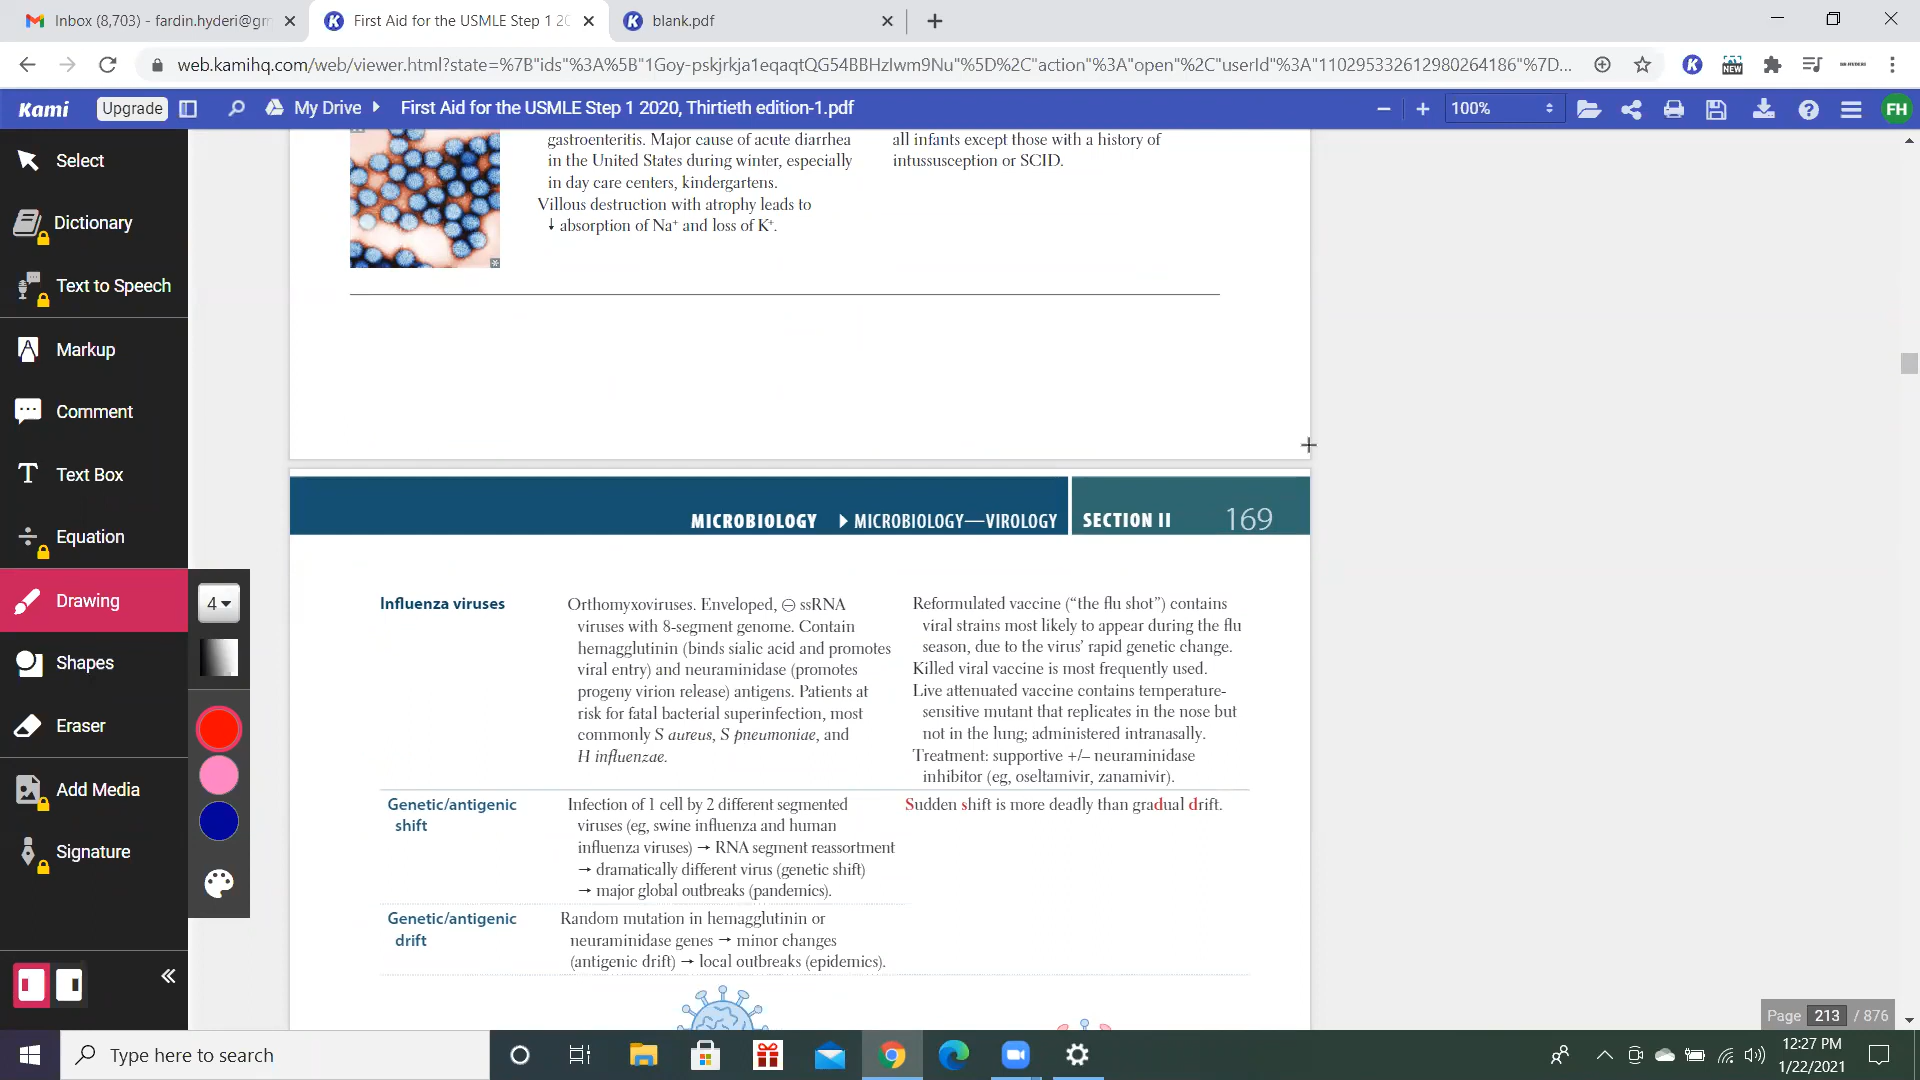 Inbox (8,703) - fardin.hyderi@gm
First Aid for the USMLE Step 1 20
blank.pdf
web.kamihq.com/web/viewer.html?state=%7B"ids"%3A%5B"1Goy-pskjrkja1eqaqtQG54BBHzIwm9Nu"%5D%2C"action"%3A"open"%2C"userId"%3A"110295332612980264186"%7D...
NEW
Kami
Upgrade
My Drive
First Aid for the USMLE Step 1 2020, Thirtieth edition-1.pdf
100%
FH
Select
Dictionary
Text to Speech
Markup
Comment
Text Box
Equation
Drawing
4
Shapes
Eraser
Add Media
Signature
gastroenteritis. Major cause of acute diarrhea
in the United States during winter, especially
in day care centers, kindergartens.
Villous destruction with atrophy leads to
↓ absorption of Na⁺ and loss of K⁺.
all infants except those with a history of
intussusception or SCID.
MICROBIOLOGY ▶ MICROBIOLOGY—VIROLOGY SECTION II 169
Influenza viruses
Orthomyxoviruses. Enveloped, ⊖ ssRNA
viruses with 8-segment genome. Contain
hemagglutinin (binds sialic acid and promotes
viral entry) and neuraminidase (promotes
progeny virion release) antigens. Patients at
risk for fatal bacterial superinfection, most
commonly S aureus, S pneumoniae, and
H influenzae.
Reformulated vaccine (“the flu shot”) contains
viral strains most likely to appear during the flu
season, due to the virus’ rapid genetic change.
Killed viral vaccine is most frequently used.
Live attenuated vaccine contains temperature-
sensitive mutant that replicates in the nose but
not in the lung; administered intranasally.
Treatment: supportive +/– neuraminidase
inhibitor (eg, oseltamivir, zanamivir).
Genetic/antigenic
shift
Infection of 1 cell by 2 different segmented
viruses (eg, swine influenza and human
influenza viruses) → RNA segment reassortment
→ dramatically different virus (genetic shift)
→ major global outbreaks (pandemics).
Sudden shift is more deadly than gradual drift.
Genetic/antigenic
drift
Random mutation in hemagglutinin or
neuraminidase genes → minor changes
(antigenic drift) → local outbreaks (epidemics).
Page 213 / 876
Type here to search
12:27 PM
1/22/2021